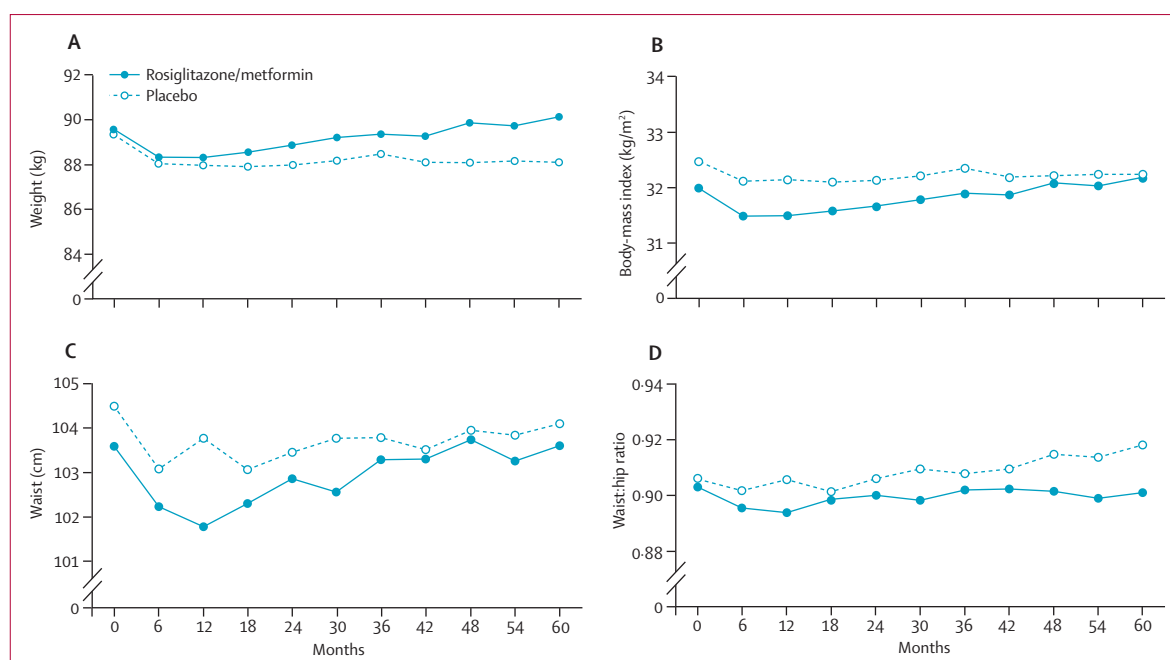 A
Rosiglitazone/metformin
Placebo
92
90
88
86
84
0
Weight (kg)
B
34
33
32
31
0
Body-mass index (kg/m²)
C
105
104
103
102
101
0
Waist (cm)
0 6 12 18 24 30 36 42 48 54 60
Months
D
0·94
0·92
0·90
0·88
0
Waist:hip ratio
0 6 12 18 24 30 36 42 48 54 60
Months